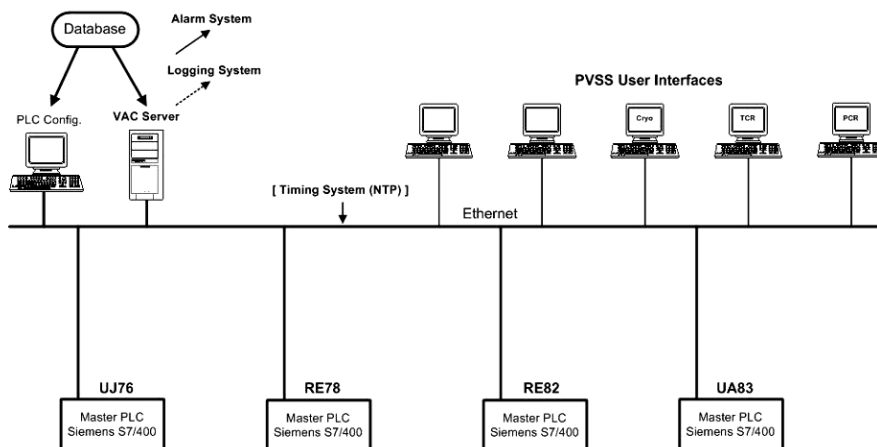 Alarm System
Database
Logging System
PVSS User Interfaces
PLC Config.
VAC Server
Cryo
TCR
PCR
[ Timing System (NTP) ]
Ethernet
UJ76
RE78
RE82
UA83
Master PLC
Siemens S7/400
Master PLC
Siemens S7/400
Master PLC
Siemens S7/400
Master PLC
Siemens S7/400